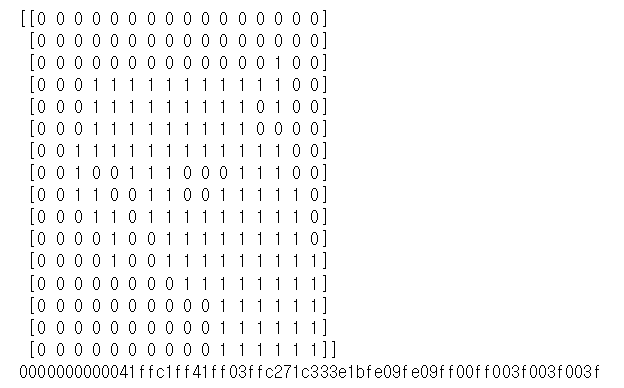 [[0 0 0 0 0 0 0 0 0 0 0 0 0 0 0 0]
[0 0 0 0 0 0 0 0 0 0 0 0 0 0 0 0]
[0 0 0 0 0 0 0 0 0 0 0 0 0 1 0 0]
[0 0 0 1 1 1 1 1 1 1 1 1 1 1 0 0]
[0 0 0 1 1 1 1 1 1 1 1 1 0 1 0 0]
[0 0 0 1 1 1 1 1 1 1 1 1 0 0 0 0]
[0 0 1 1 1 1 1 1 1 1 1 1 1 1 0 0]
[0 0 1 0 0 1 1 1 0 0 0 1 1 1 0 0]
[0 0 1 1 0 0 1 1 0 0 1 1 1 1 1 0]
[0 0 0 1 1 0 1 1 1 1 1 1 1 1 1 0]
[0 0 0 0 1 0 0 1 1 1 1 1 1 1 1 0]
[0 0 0 0 1 0 0 1 1 1 1 1 1 1 1 1]
[0 0 0 0 0 0 0 0 1 1 1 1 1 1 1 1]
[0 0 0 0 0 0 0 0 0 0 1 1 1 1 1 1]
[0 0 0 0 0 0 0 0 0 0 1 1 1 1 1 1]
[0 0 0 0 0 0 0 0 0 0 1 1 1 1 1 1]]
0000000000041ffc1ff41ff03ffc271c333e1bfe09fe09ff00ff003f003f003f